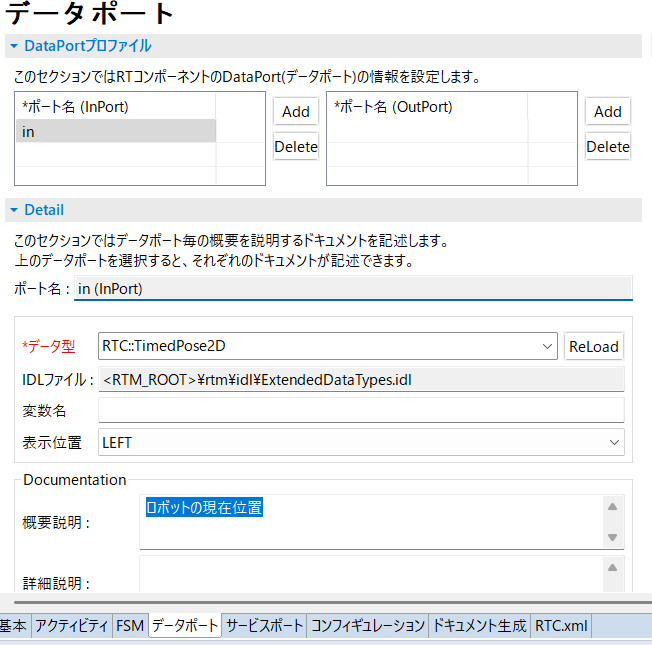 データポート
DataPortプロファイル
このセクションではRTコンポーネントのDataPort(データポート)の情報を設定します。
*ポート名 (InPort)
in
Add
Delete
*ポート名 (OutPort)
Add
Delete
Detail
このセクションではデータポート毎の概要を説明するドキュメントを記述します。
上のデータポートを選択すると、それぞれのドキュメントが記述できます。
ポート名 : in (InPort)
*データ型 RTC::TimedPose2D ReLoad
IDLファイル : <RTM_ROOT>¥rtm¥idl¥ExtendedDataTypes.idl
変数名
表示位置 LEFT
Documentation
概要説明 : ロボットの現在位置
詳細説明 :
基本 アクティビティ FSM データポート サービスポート コンフィギュレーション ドキュメント生成 RTC.xml